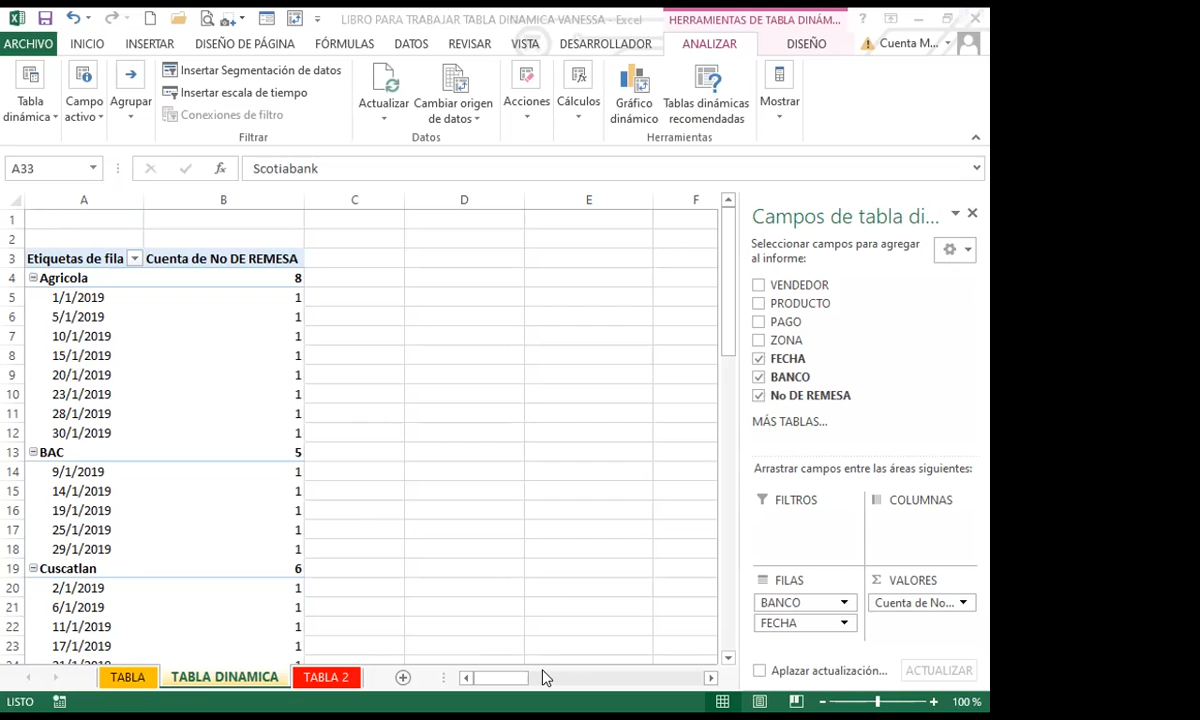 LIBRO PARA TRABAJAR TABLA DINAMICA VANESSA - Excel
HERRAMIENTAS DE TABLA DINÁM...
?
ARCHIVO INICIO INSERTAR DISEÑO DE PÁGINA FÓRMULAS DATOS REVISAR VISTA DESARROLLADOR ANALIZAR DISEÑO Cuenta M...
Tabla dinámica
Campo activo
Agrupar
Insertar Segmentación de datos
Insertar escala de tiempo
Conexiones de filtro
Filtrar
Actualizar
Cambiar origen de datos
Datos
Acciones
Cálculos
Gráfico dinámico
Tablas dinámicas recomendadas
Herramientas
Mostrar
A33 fx Scotiabank
A B C D E F
1
2
3 Etiquetas de fila Cuenta de No DE REMESA
4 Agricola 8
5 1/1/2019 1
6 5/1/2019 1
7 10/1/2019 1
8 15/1/2019 1
9 20/1/2019 1
10 23/1/2019 1
11 28/1/2019 1
12 30/1/2019 1
13 BAC 5
14 9/1/2019 1
15 14/1/2019 1
16 19/1/2019 1
17 25/1/2019 1
18 29/1/2019 1
19 Cuscatlan 6
20 2/1/2019 1
21 6/1/2019 1
22 11/1/2019 1
23 17/1/2019 1
Campos de tabla di...
Seleccionar campos para agregar
al informe:
VENDEDOR
PRODUCTO
PAGO
ZONA
FECHA
BANCO
No DE REMESA
MÁS TABLAS...
Arrastrar campos entre las áreas siguientes:
FILTROS
COLUMNAS
FILAS
BANCO
FECHA
Σ VALORES
Cuenta de No...
Aplazar actualización...
ACTUALIZAR
TABLA TABLA DINAMICA TABLA 2
LISTO
100 %